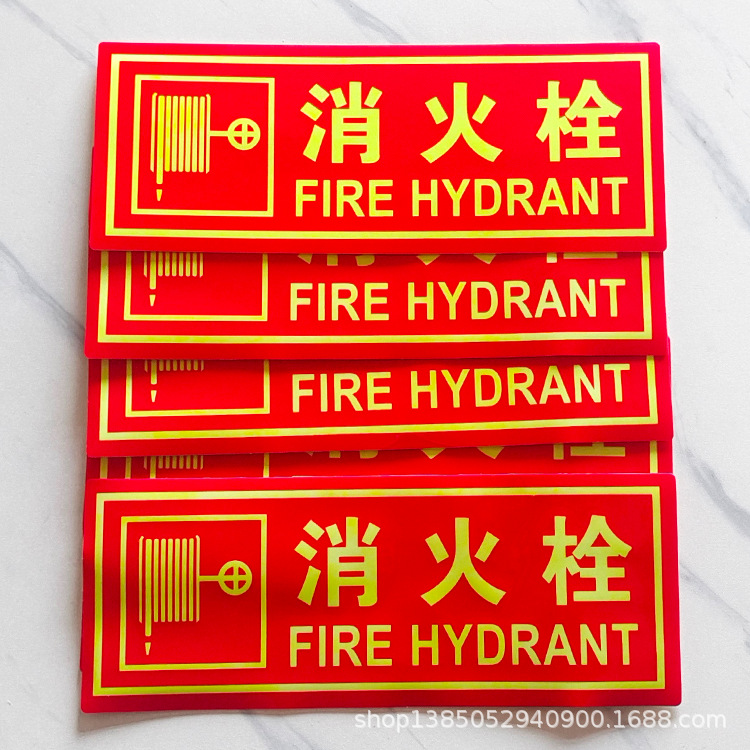 消火栓
FIRE HYDRANT
FIRE HYDRANT
FIRE HYDRANT
消火栓
FIRE HYDRANT
shop1385052940900.1688.com